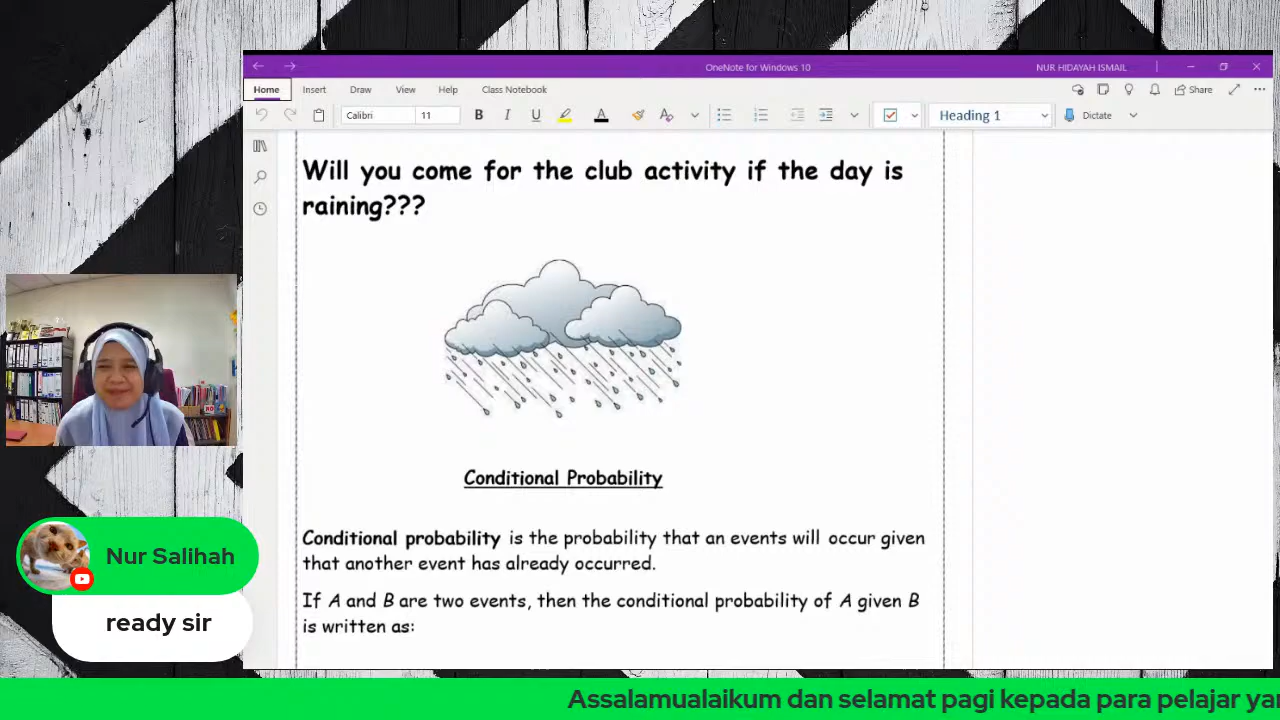 OneNote for Windows 10
NUR HIDAYAH ISMAIL
Home Insert Draw View Help Class Notebook
Share
Calibri 11 B I U A Heading 1 Dictate
Will you come for the club activity if the day is
raining???
Conditional Probability
Conditional probability is the probability that an events will occur given
that another event has already occurred.
If A and B are two events, then the conditional probability of A given B
is written as:
Nur Salihah
ready sir
Assalamualaikum dan selamat pagi kepada para pelajar